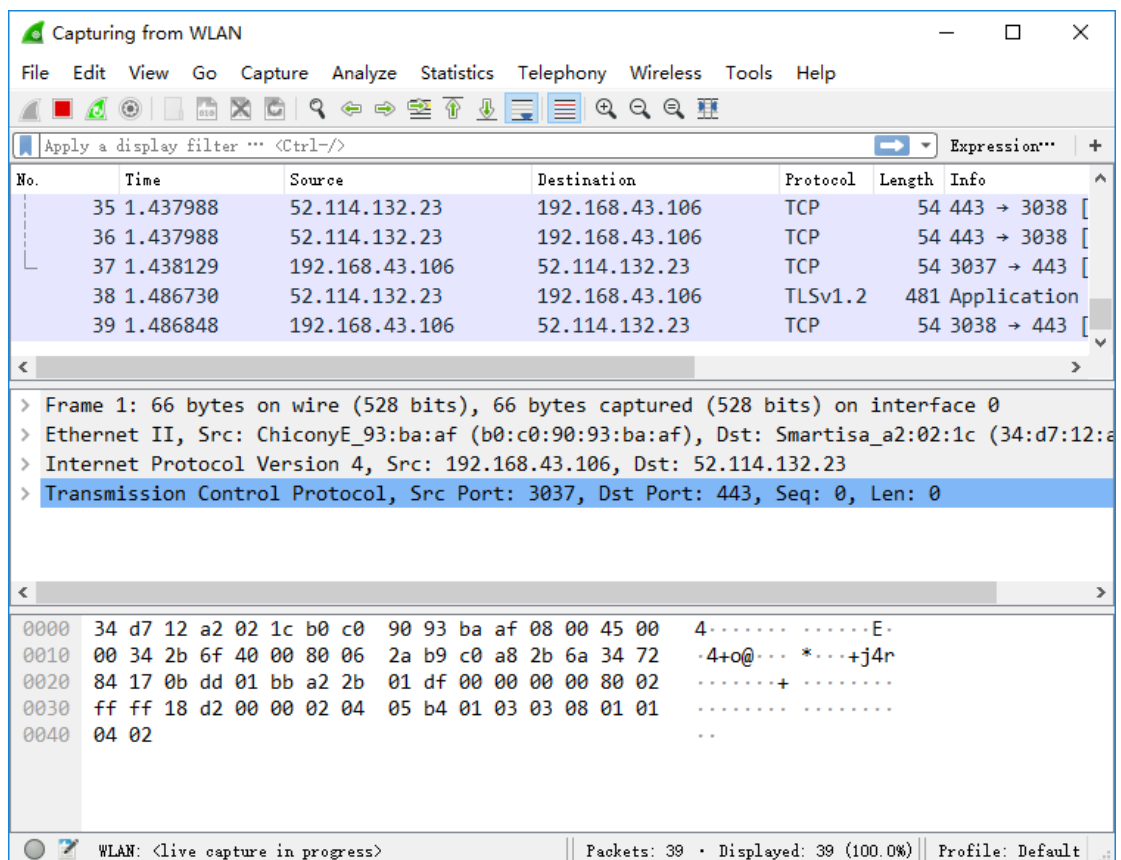 Capturing from WLAN
File Edit View Go Capture Analyze Statistics Telephony Wireless Tools Help
Apply a display filter ··· <Ctrl-/> Expression··· +
No. Time Source Destination Protocol Length Info
35 1.437988 52.114.132.23 192.168.43.106 TCP 54 443 → 3038 [
36 1.437988 52.114.132.23 192.168.43.106 TCP 54 443 → 3038 [
37 1.438129 192.168.43.106 52.114.132.23 TCP 54 3037 → 443 [
38 1.486730 52.114.132.23 192.168.43.106 TLSv1.2 481 Application
39 1.486848 192.168.43.106 52.114.132.23 TCP 54 3038 → 443 [
> Frame 1: 66 bytes on wire (528 bits), 66 bytes captured (528 bits) on interface 0
> Ethernet II, Src: ChiconyE_93:ba:af (b0:c0:90:93:ba:af), Dst: Smartisa_a2:02:1c (34:d7:12:a
> Internet Protocol Version 4, Src: 192.168.43.106, Dst: 52.114.132.23
> Transmission Control Protocol, Src Port: 3037, Dst Port: 443, Seq: 0, Len: 0
0000 34 d7 12 a2 02 1c b0 c0 90 93 ba af 08 00 45 00 4······· ······E·
0010 00 34 2b 6f 40 00 80 06 2a b9 c0 a8 2b 6a 34 72 ·4+o@··· *···+j4r
0020 84 17 0b dd 01 bb a2 2b 01 df 00 00 00 00 80 02 ·······+ ········
0030 ff ff 18 d2 00 00 02 04 05 b4 01 03 03 08 01 01 ········ ········
0040 04 02 ··
WLAN: <live capture in progress> Packets: 39 · Displayed: 39 (100.0%) Profile: Default